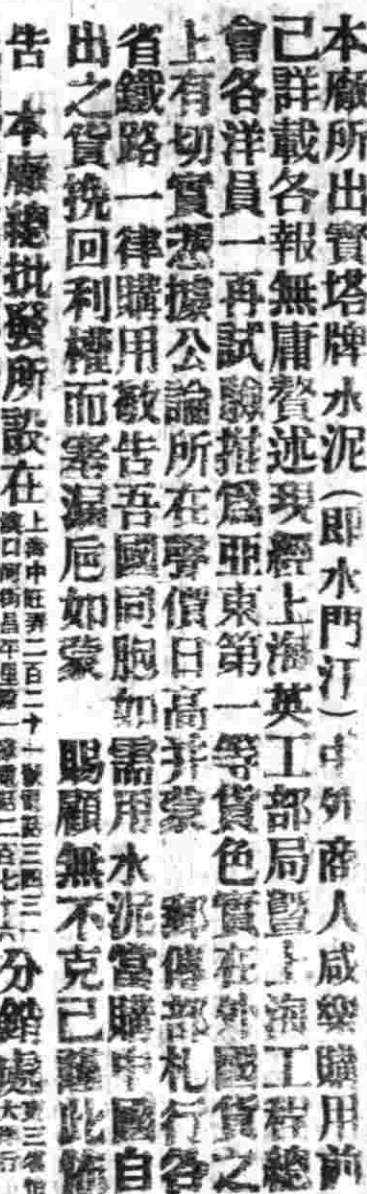 本廠所出寶塔牌水泥(即水門汀)中外商人咸樂購用前
已詳載各報無庸贅述現經上海英工部局暨上海工程總
會各洋員一再試驗推為亞東第一等貨色實在外國貨之
上有切實憑據公論所在聲價日高并蒙 郵傳部札行各
省鐵路一律購用敬告吾國同胞如需用水泥當購中國自
出之貨挽回利權而塞漏卮如蒙 賜顧無不克己謹此佈
告 本廠總批發所設在
分銷處